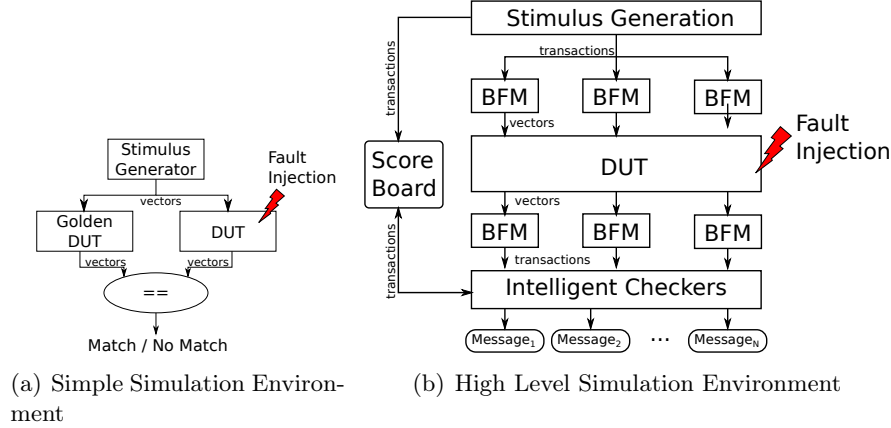 Stimulus
Generator
Fault
Injection
vectors
Golden
DUT
DUT
vectors
vectors
==
Match / No Match
(a) Simple Simulation Environ-
ment
Stimulus Generation
transactions
transactions
BFM
BFM
BFM
vectors
Fault
Injection
Score
Board
DUT
vectors
BFM
BFM
BFM
transactions
transactions
Intelligent Checkers
Message₁
Message₂
...
Messageₙ
(b) High Level Simulation Environment